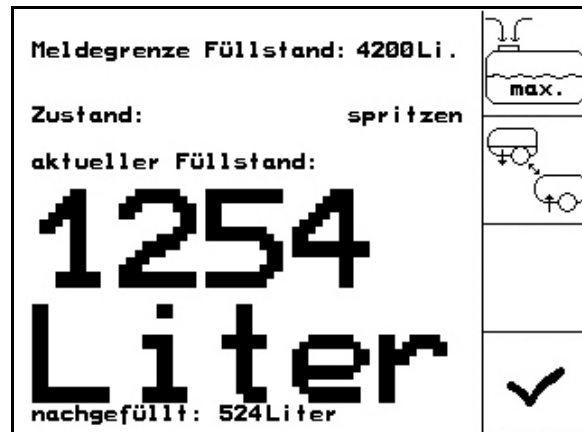 Meldegrenze Füllstand: 4200Li.
max.
Zustand: spritzen
aktueller Füllstand:
1254
Liter
nachgefüllt: 524Liter